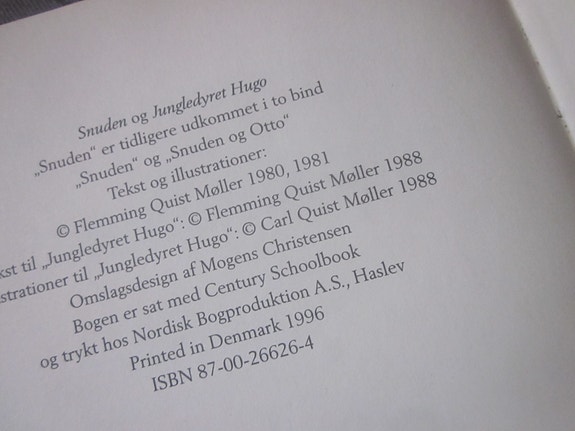 Snuden og Jungledyret Hugo
„Snuden“ er tidligere udkommet i to bind
„Snuden“ og „Snuden og Otto“
Tekst og illustrationer:
© Flemming Quist Møller 1980, 1981
kst til „Jungledyret Hugo“: © Flemming Quist Møller 1988
strationer til „Jungledyret Hugo“: © Carl Quist Møller 1988
Omslagsdesign af Mogens Christensen
Bogen er sat med Century Schoolbook
og trykt hos Nordisk Bogproduktion A.S., Haslev
Printed in Denmark 1996
ISBN 87-00-26626-4